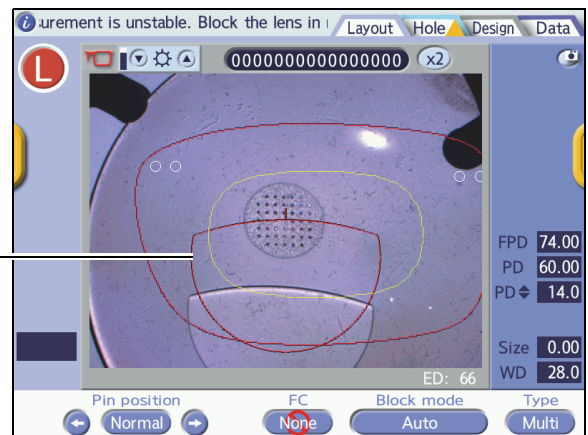 urement is unstable. Block the lens in
Layout Hole Design Data
L
0000000000000000 x2
FPD 74.00
PD 60.00
PD 14.0
Size 0.00
WD 28.0
ED: 66
Pin position FC Block mode Type
Normal None Auto Multi